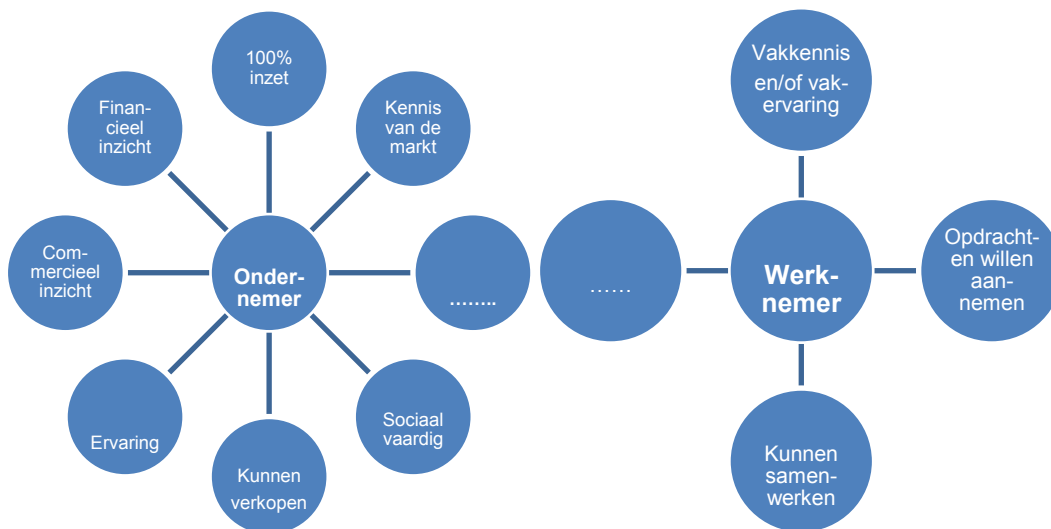 100%
inzet
Kennis
van de
markt
……..
Sociaal
vaardig
Kunnen
verkopen
Ervaring
Com-
mercieel
inzicht
Finan-
cieel
inzicht
Onder-
nemer
Vakkennis
en/of vak-
ervaring
Opdracht-
en willen
aan-
nemen
Kunnen
samen-
werken
……
Werk-
nemer